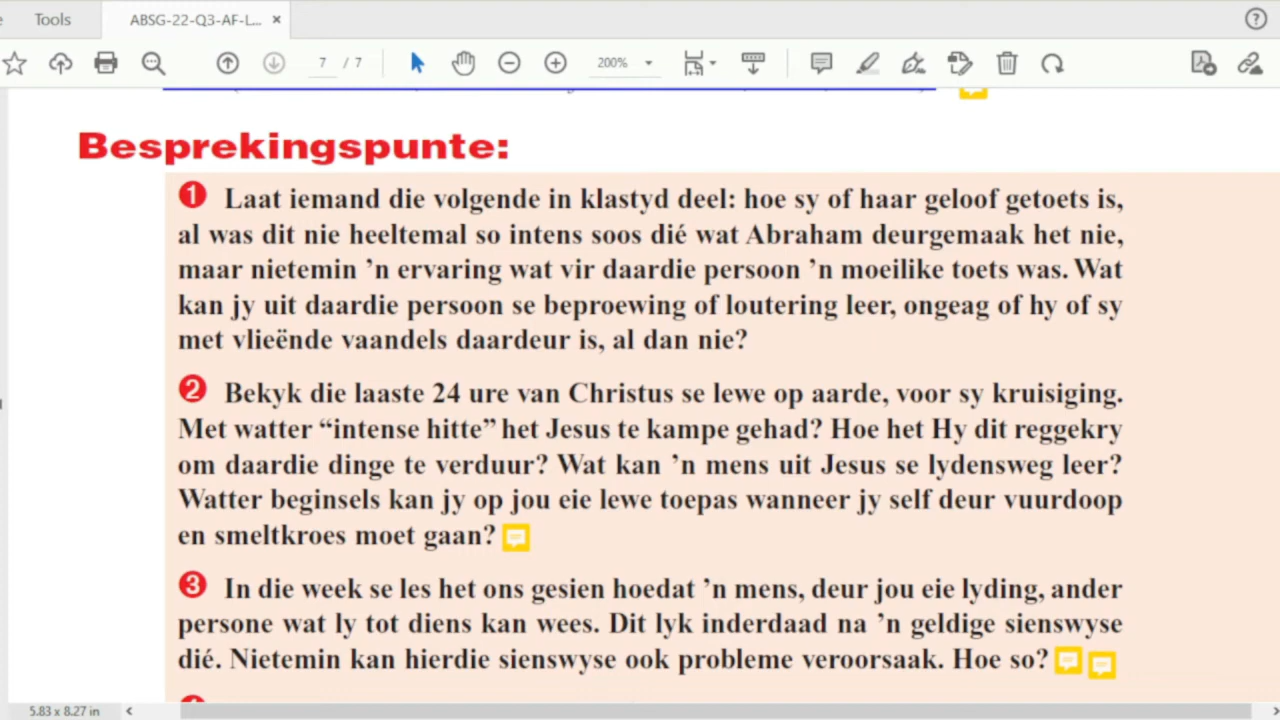 Tools
ABSG-22-Q3-AF-L... ×
7 / 7
200%
Besprekingspunte:
1 Laat iemand die volgende in klastyd deel: hoe sy of haar geloof getoets is,
al was dit nie heeltemal so intens soos dié wat Abraham deurgemaak het nie,
maar nietemin ’n ervaring wat vir daardie persoon ’n moeilike toets was. Wat
kan jy uit daardie persoon se beproewing of loutering leer, ongeag of hy of sy
met vlieënde vaandels daardeur is, al dan nie?
2 Bekyk die laaste 24 ure van Christus se lewe op aarde, voor sy kruisiging.
Met watter “intense hitte” het Jesus te kampe gehad? Hoe het Hy dit reggekry
om daardie dinge te verduur? Wat kan ’n mens uit Jesus se lydensweg leer?
Watter beginsels kan jy op jou eie lewe toepas wanneer jy self deur vuurdoop
en smeltkroes moet gaan?
3 In die week se les het ons gesien hoedat ’n mens, deur jou eie lyding, ander
persone wat ly tot diens kan wees. Dit lyk inderdaad na ’n geldige sienswyse
dié. Nietemin kan hierdie sienswyse ook probleme veroorsaak. Hoe so?
5.83 x 8.27 in